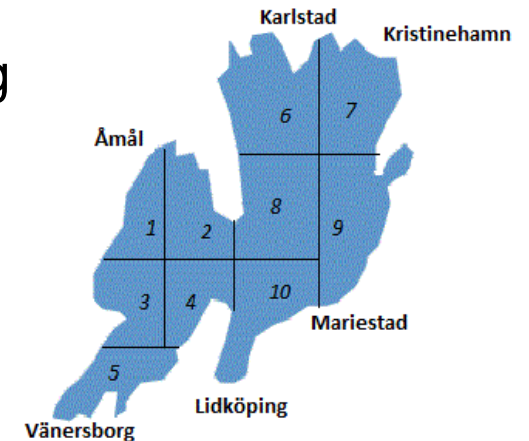 Karlstad
Kristinehamn
g
6
7
Åmål
1
2
8
9
3
4
10
Mariestad
5
Lidköping
Vänersborg